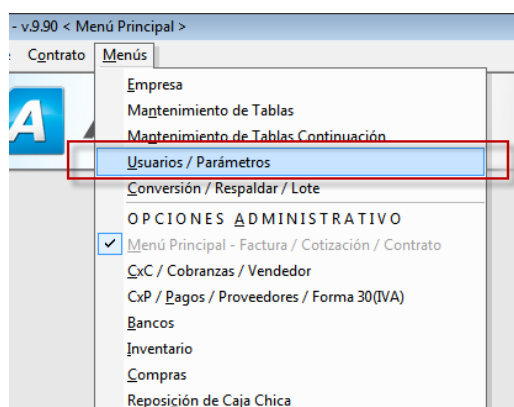 - v.9.90 < Menú Principal >
Contrato Menús
Empresa
Mantenimiento de Tablas
Mantenimiento de Tablas Continuación
Usuarios / Parámetros
Conversión / Respaldar / Lote
OPCIONES ADMINISTRATIVO
Menú Principal - Factura / Cotización / Contrato
CxC / Cobranzas / Vendedor
CxP / Pagos / Proveedores / Forma 30(IVA)
Bancos
Inventario
Compras
Reposición de Caja Chica